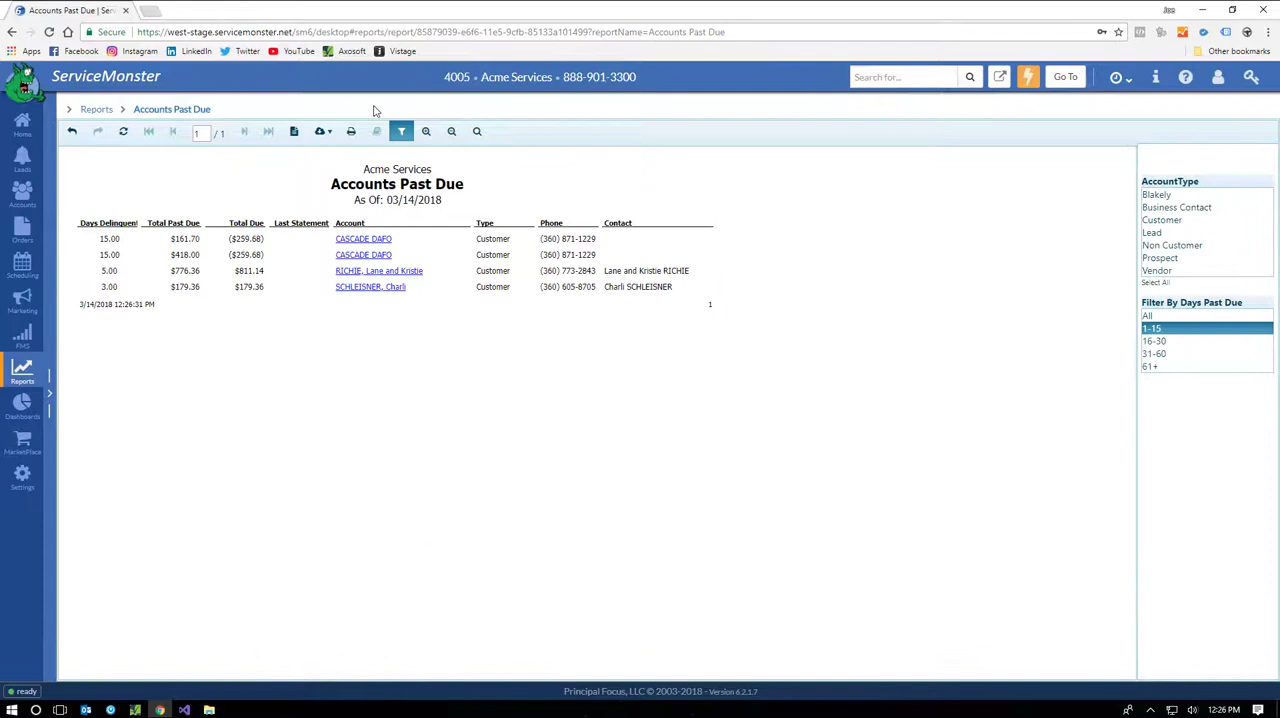 Accounts Past Due | Serv
Secure https://west-stage.servicemonster.net/sm6/desktop#reports/report/85879039-e6f6-11e5-9cfb-85133a101499?reportName=Accounts Past Due
Apps Facebook Instagram LinkedIn Twitter YouTube Axosoft Vistage Other bookmarks
ServiceMonster 4005 • Acme Services • 888-901-3300 Search for... Go To
Home
Leads
Accounts
Orders
Scheduling
Marketing
FMS
Reports
Dashboards
MarketPlace
Settings
Reports Accounts Past Due
1 / 1
Acme Services
Accounts Past Due
As Of: 03/14/2018
Days Delinquent Total Past Due Total Due Last Statement Account Type Phone Contact
15.00 $161.70 ($259.68) CASCADE DAFO Customer (360) 871-1229
15.00 $418.00 ($259.68) CASCADE DAFO Customer (360) 871-1229
5.00 $776.36 $811.14 RICHIE, Lane and Kristie Customer (360) 773-2843 Lane and Kristie RICHIE
3.00 $179.36 $179.36 SCHLEISNER, Charli Customer (360) 605-8705 Charli SCHLEISNER
3/14/2018 12:26:31 PM 1
AccountType
Blakely
Business Contact
Customer
Lead
Non Customer
Prospect
Vendor
Select All
Filter By Days Past Due
All
1-15
16-30
31-60
61+
ready Principal Focus, LLC © 2003-2018 - Version 6.2.1.7
12:26 PM